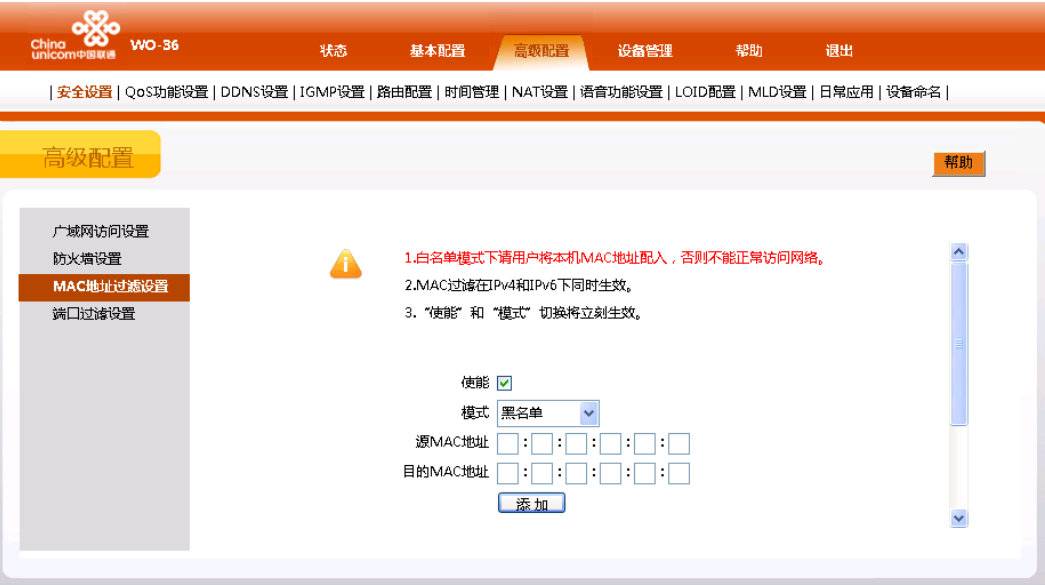 China
unicom中国联通
WO-36
状态 基本配置 高级配置 设备管理 帮助 退出
| 安全设置 | QoS功能设置 | DDNS设置 | IGMP设置 | 路由配置 | 时间管理 | NAT设置 | 语音功能设置 | LOID配置 | MLD设置 | 日常应用 | 设备命名 |
高级配置
帮助
广域网访问设置
防火墙设置
MAC地址过滤设置
端口过滤设置
1.白名单模式下请用户将本机MAC地址配入，否则不能正常访问网络。
2.MAC过滤在IPv4和IPv6下同时生效。
3. “使能” 和 “模式” 切换将立刻生效。
使能
模式 黑名单
源MAC地址 : : : : :
目的MAC地址 : : : : :
添 加